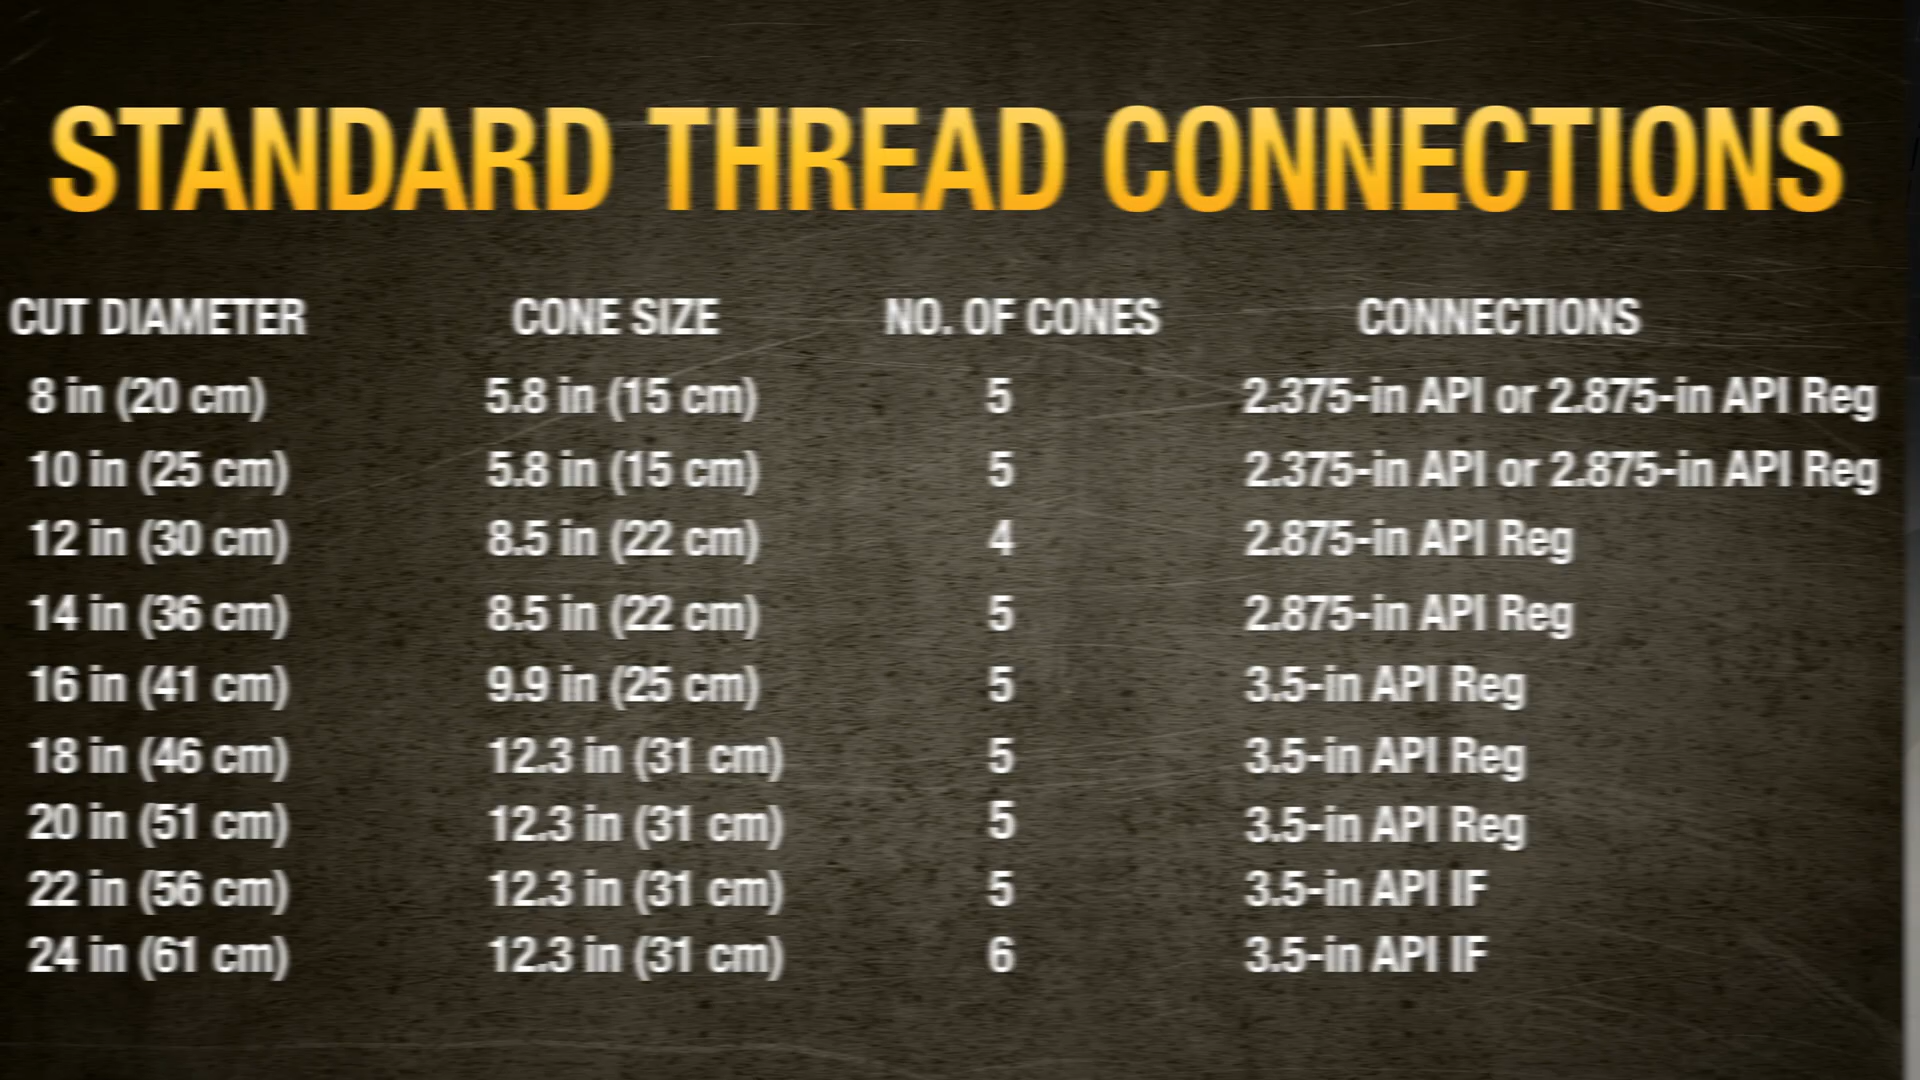 STANDARD THREAD CONNECTIONS
CUT DIAMETER CONE SIZE NO. OF CONES CONNECTIONS
8 in (20 cm) 5.8 in (15 cm) 5 2.375-in API or 2.875-in API Reg
10 in (25 cm) 5.8 in (15 cm) 5 2.375-in API or 2.875-in API Reg
12 in (30 cm) 8.5 in (22 cm) 4 2.875-in API Reg
14 in (36 cm) 8.5 in (22 cm) 5 2.875-in API Reg
16 in (41 cm) 9.9 in (25 cm) 5 3.5-in API Reg
18 in (46 cm) 12.3 in (31 cm) 5 3.5-in API Reg
20 in (51 cm) 12.3 in (31 cm) 5 3.5-in API Reg
22 in (56 cm) 12.3 in (31 cm) 5 3.5-in API IF
24 in (61 cm) 12.3 in (31 cm) 6 3.5-in API IF